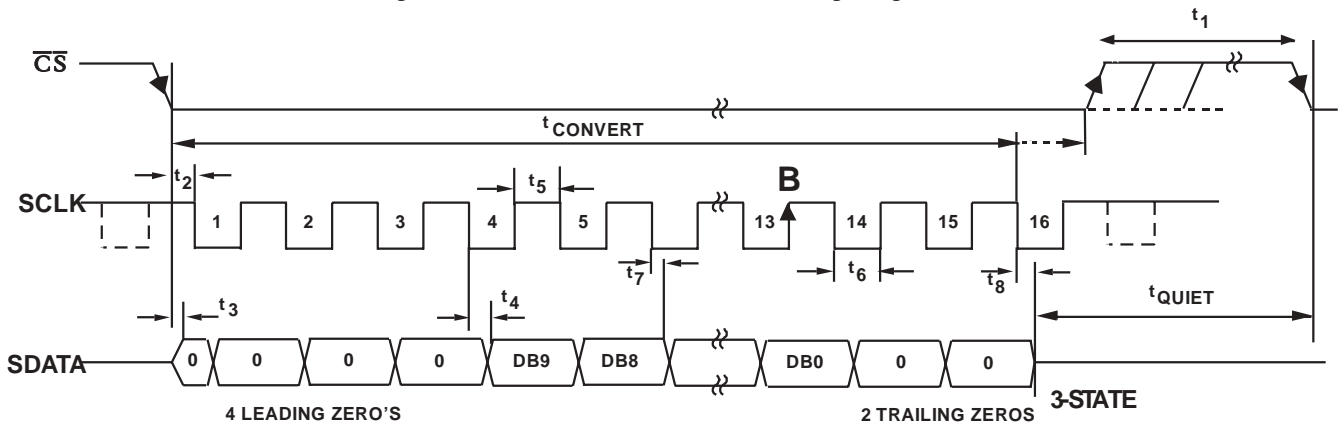 t1
CS
tCONVERT
t2
t5
B
SCLK
1 2 3 4 5 13 14 15 16
t7 t6 t8
t3 t4
tQUIET
SDATA
0 0 0 0 DB9 DB8 DB0 0 0
3-STATE
4 LEADING ZERO'S 2 TRAILING ZEROS